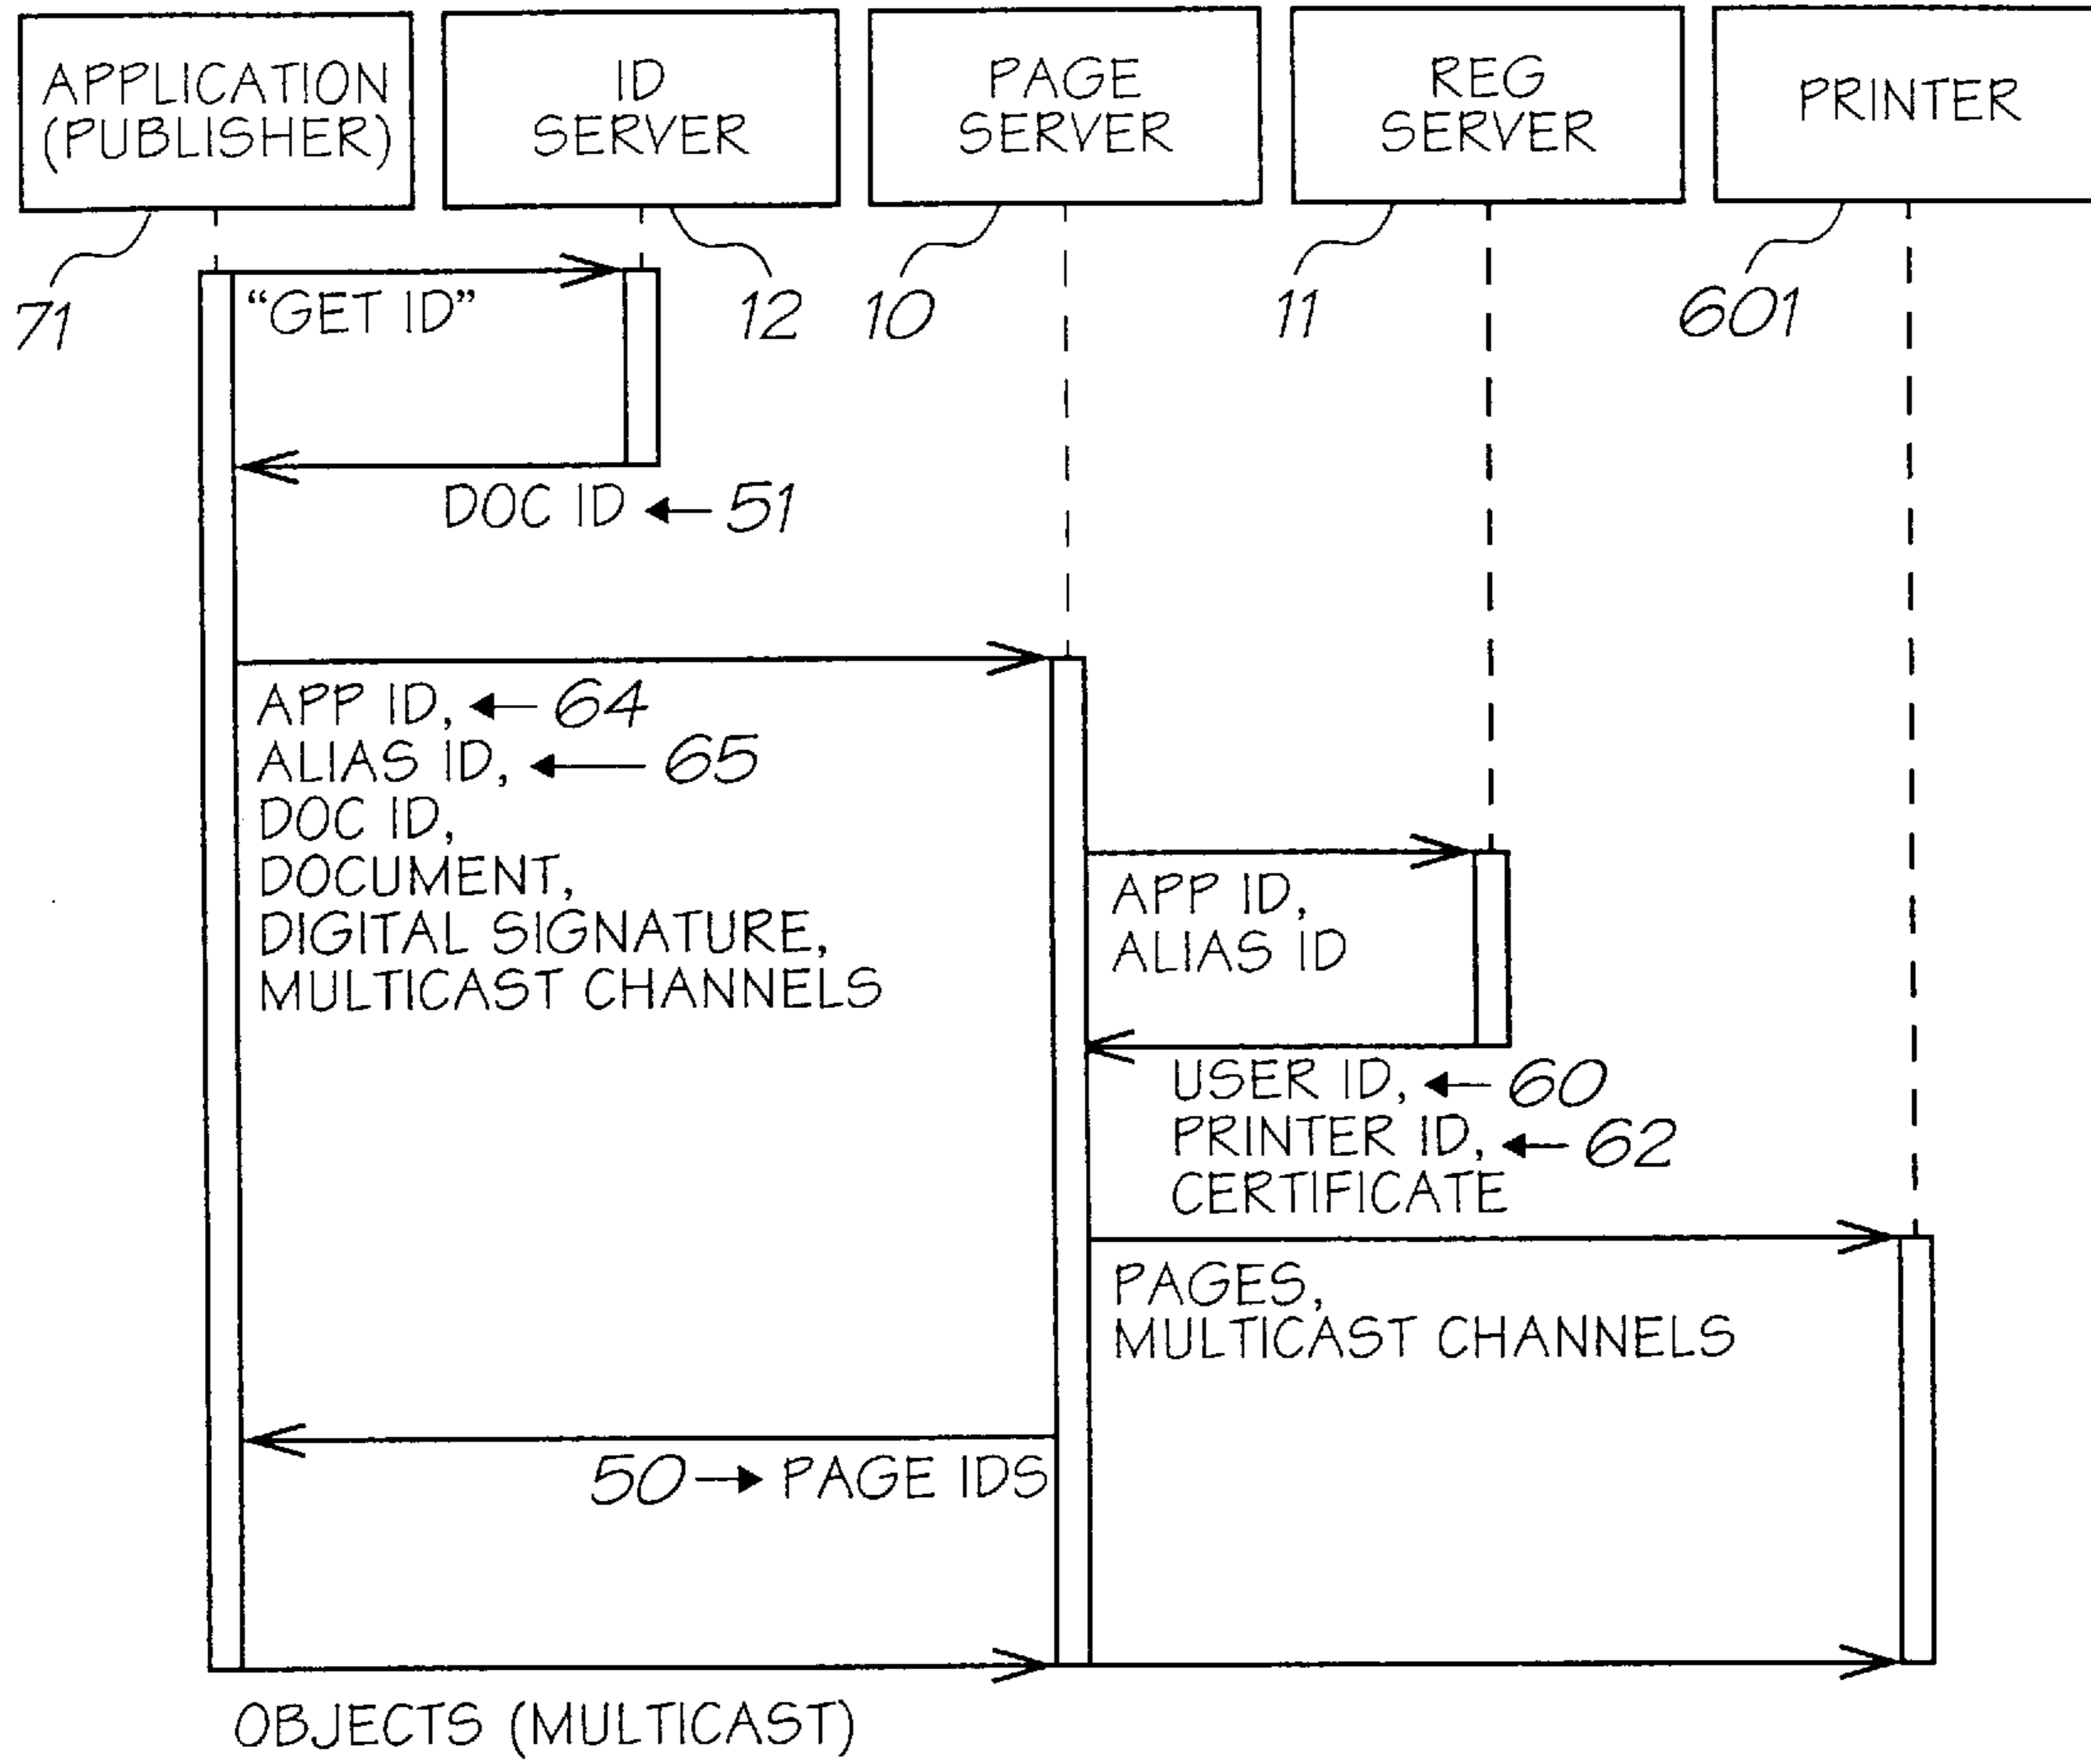 APPLICATION
(PUBLISHER)
ID
SERVER
PAGE
SERVER
REG
SERVER
PRINTER
71
12
10
11
601
“GET ID”
DOC ID
51
APP ID,
64
ALIAS ID,
65
DOC ID,
DOCUMENT,
DIGITAL SIGNATURE,
MULTICAST CHANNELS
APP ID,
ALIAS ID
USER ID,
60
PRINTER ID,
62
CERTIFICATE
PAGES,
MULTICAST CHANNELS
50
PAGE IDS
OBJECTS (MULTICAST)